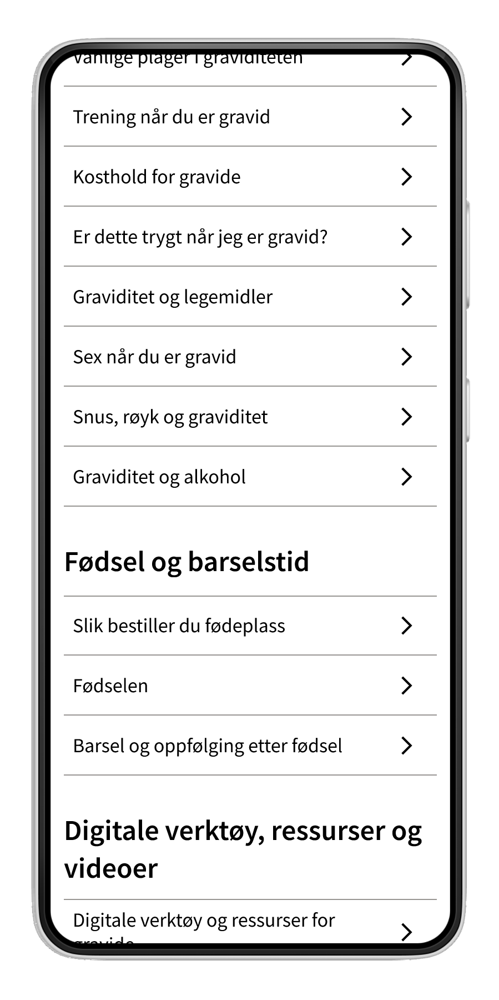 Vanlige plager i graviditeten
Trening når du er gravid
Kosthold for gravide
Er dette trygt når jeg er gravid?
Graviditet og legemidler
Sex når du er gravid
Snus, røyk og graviditet
Graviditet og alkohol
Fødsel og barselstid
Slik bestiller du fødeplass
Fødselen
Barsel og oppfølging etter fødsel
Digitale verktøy, ressurser og
videoer
Digitale verktøy og ressurser for
gravide